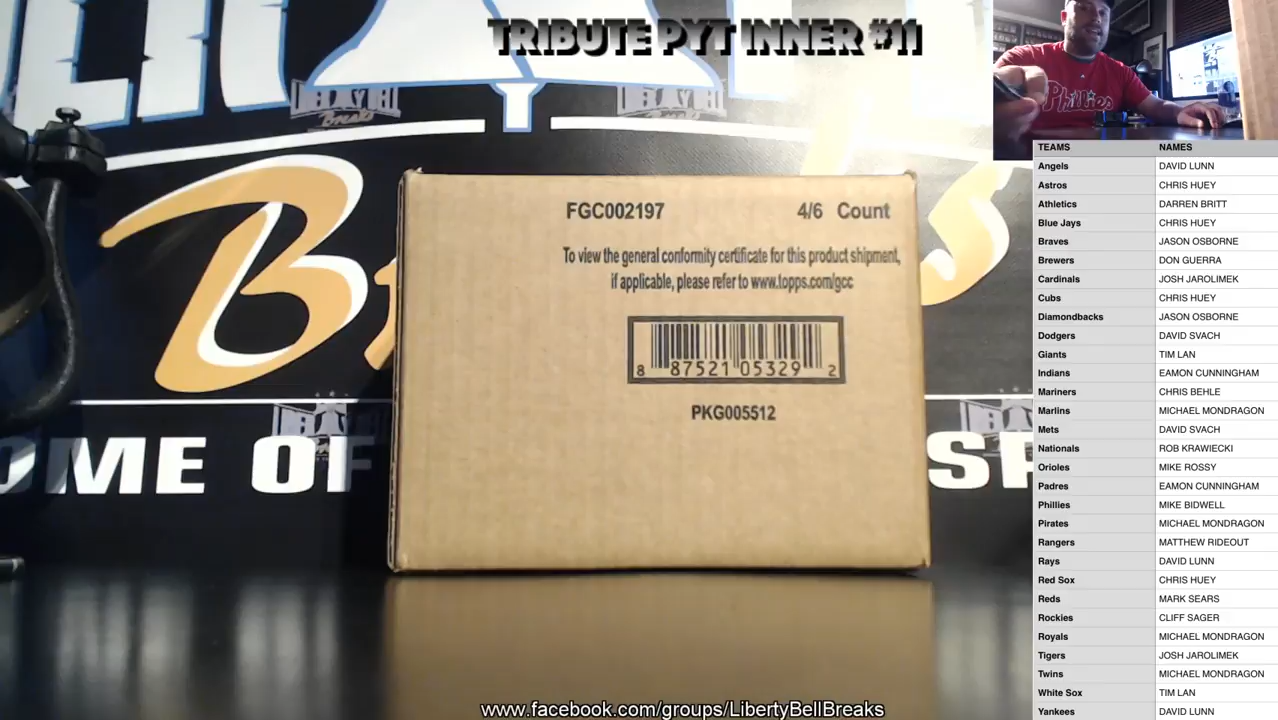 TRIBUTE PYT INNER #11
Breaks
OME OF
SP
FGC002197 4/6 Count
To view the general conformity certificate for this product shipment,
if applicable, please refer to www.topps.com/gcc
8 87521 05329 2
PKG005512
Phillies
www.facebook.com/groups/LibertyBellBreaks
TEAMS NAMES
Angels DAVID LUNN
Astros CHRIS HUEY
Athletics DARREN BRITT
Blue Jays CHRIS HUEY
Braves JASON OSBORNE
Brewers DON GUERRA
Cardinals JOSH JAROLIMEK
Cubs CHRIS HUEY
Diamondbacks JASON OSBORNE
Dodgers DAVID SVACH
Giants TIM LAN
Indians EAMON CUNNINGHAM
Mariners CHRIS BEHLE
Marlins MICHAEL MONDRAGON
Mets DAVID SVACH
Nationals ROB KRAWIECKI
Orioles MIKE ROSSY
Padres EAMON CUNNINGHAM
Phillies MIKE BIDWELL
Pirates MICHAEL MONDRAGON
Rangers MATTHEW RIDEOUT
Rays DAVID LUNN
Red Sox CHRIS HUEY
Reds MARK SEARS
Rockies CLIFF SAGER
Royals MICHAEL MONDRAGON
Tigers JOSH JAROLIMEK
Twins MICHAEL MONDRAGON
White Sox TIM LAN
Yankees DAVID LUNN